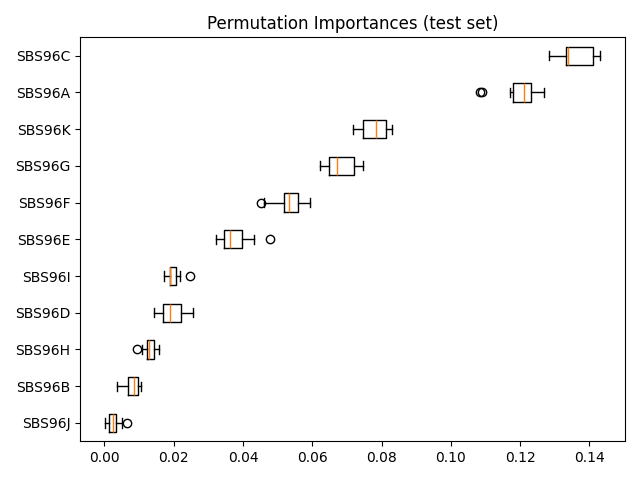 Permutation Importances (test set)
SBS96C
SBS96A
SBS96K
SBS96G
SBS96F
SBS96E
SBS96I
SBS96D
SBS96H
SBS96B
SBS96J
0.00 0.02 0.04 0.06 0.08 0.10 0.12 0.14